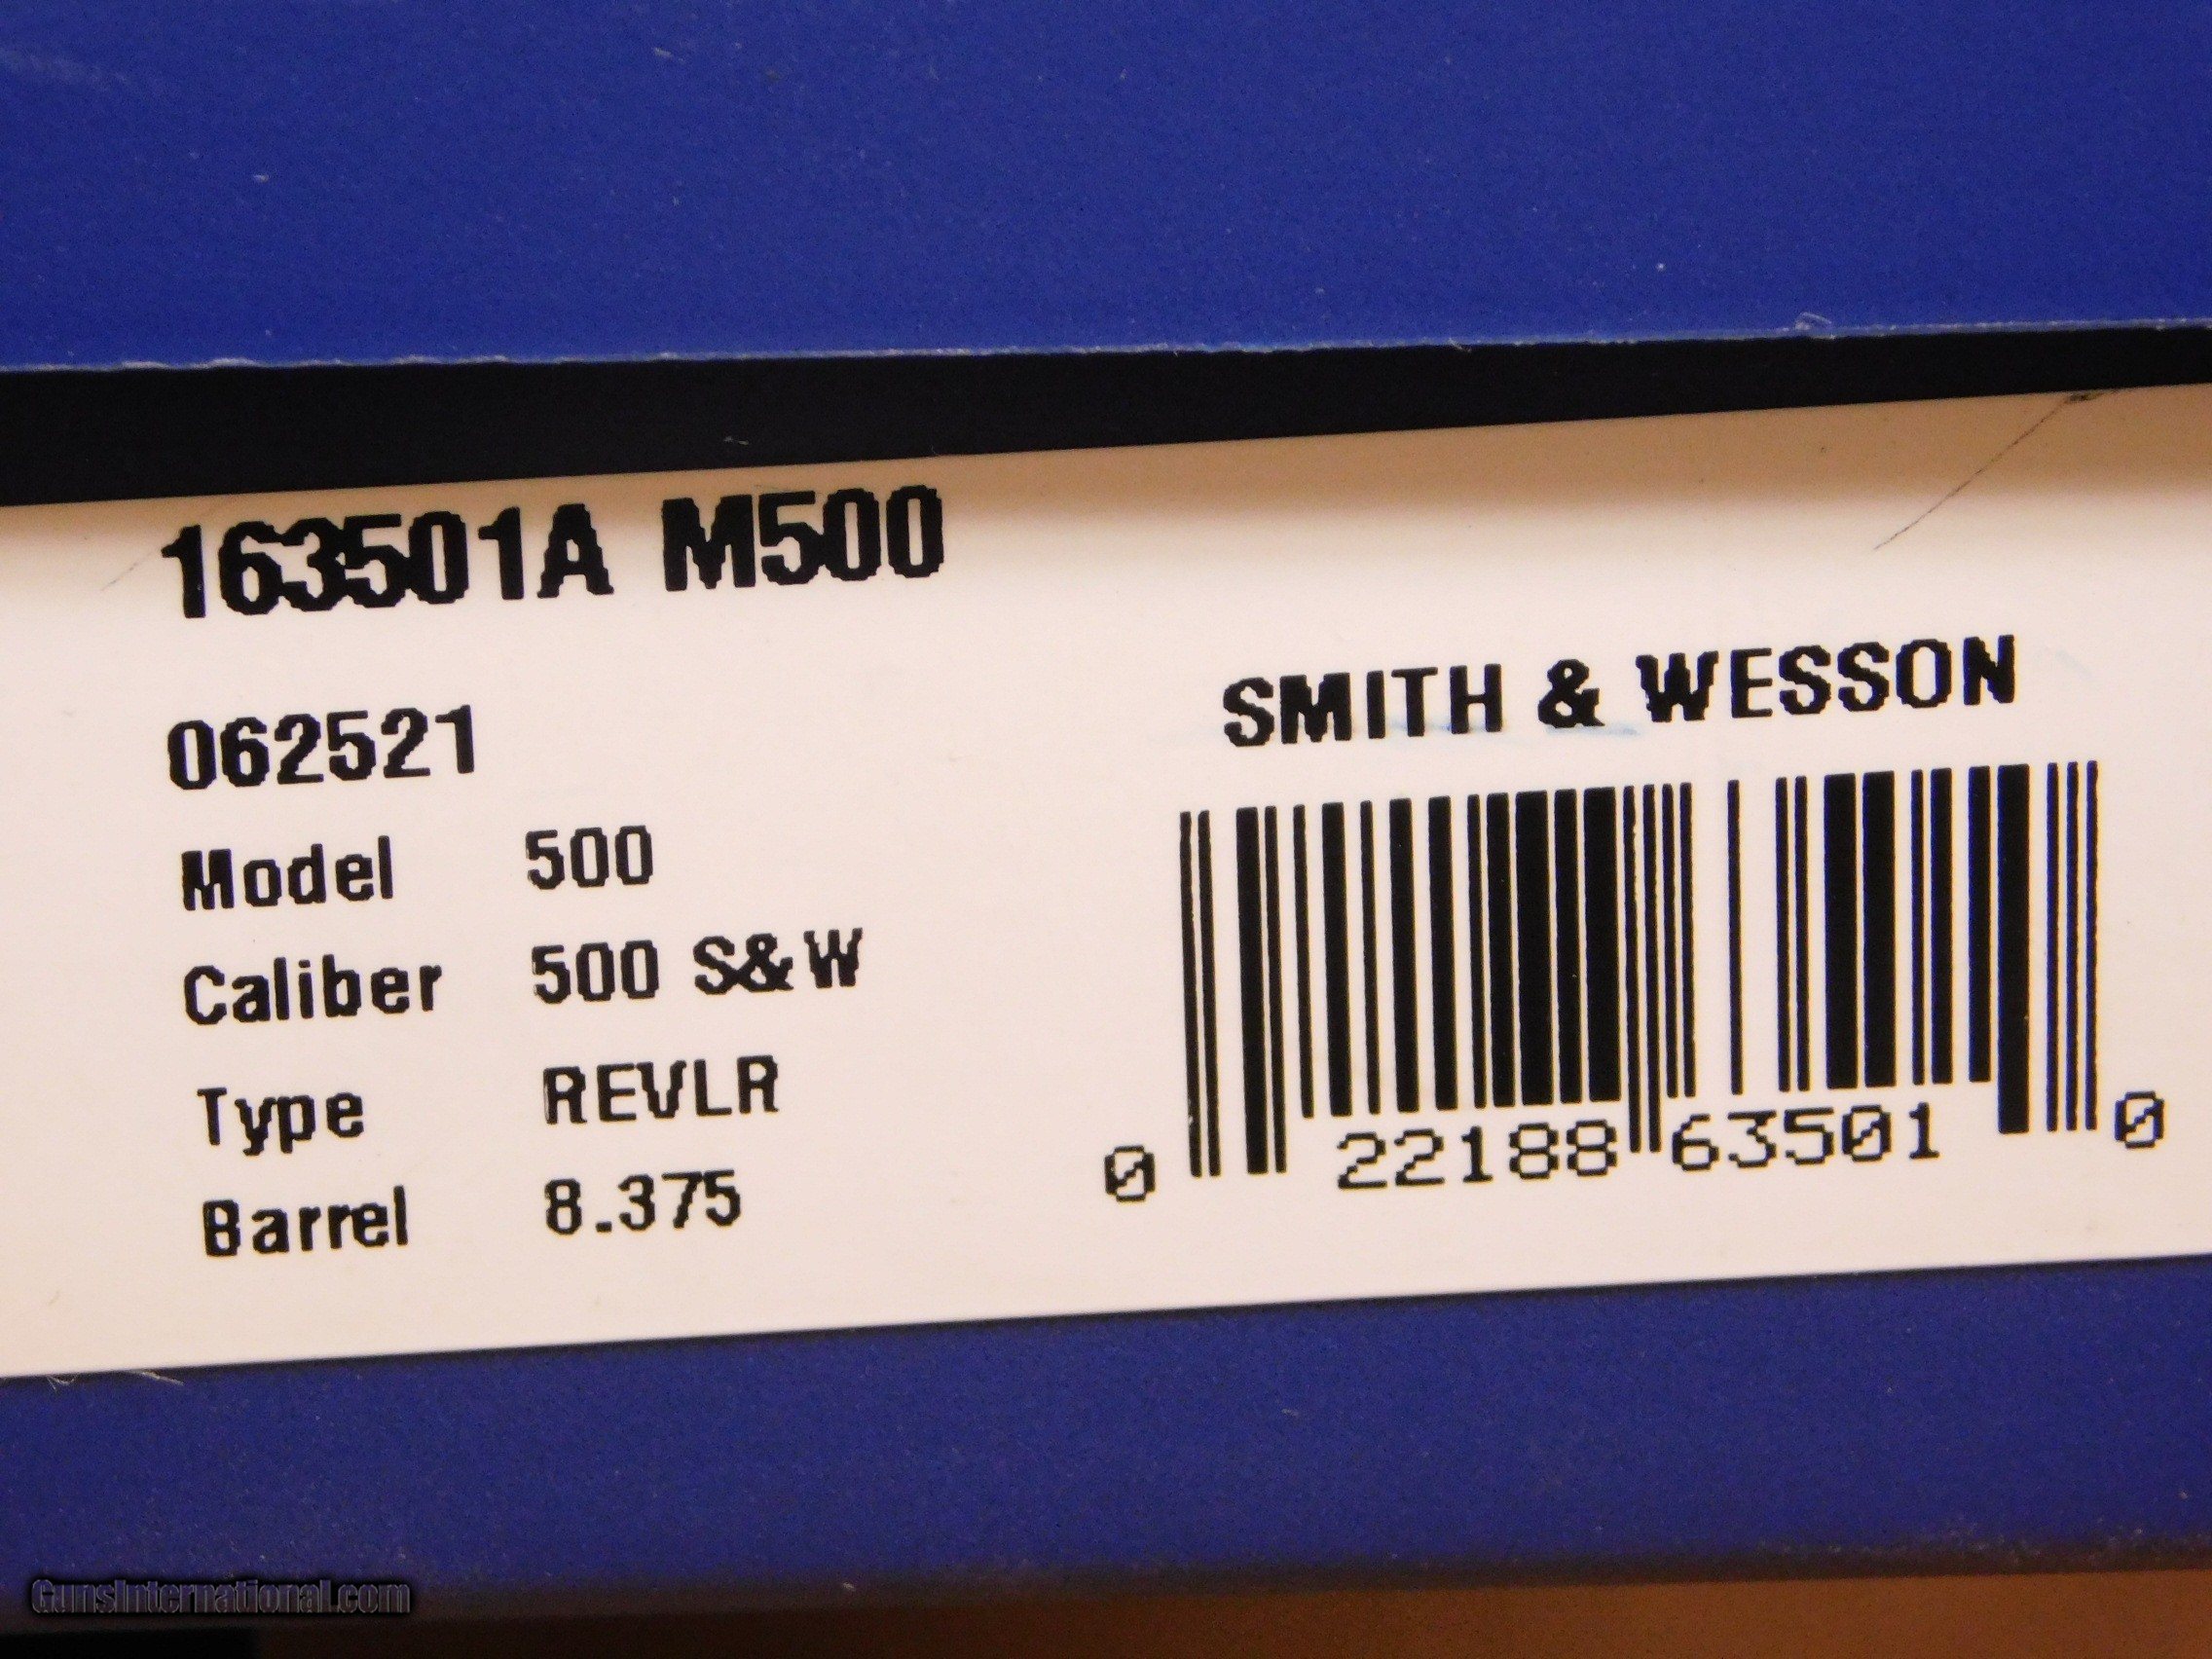 163501A M500
062521
Model 500
Caliber 500 S&W
Type REVLR
Barrel 8.375
SMITH & WESSON
0 22188 63501 0
GunsInternational.com